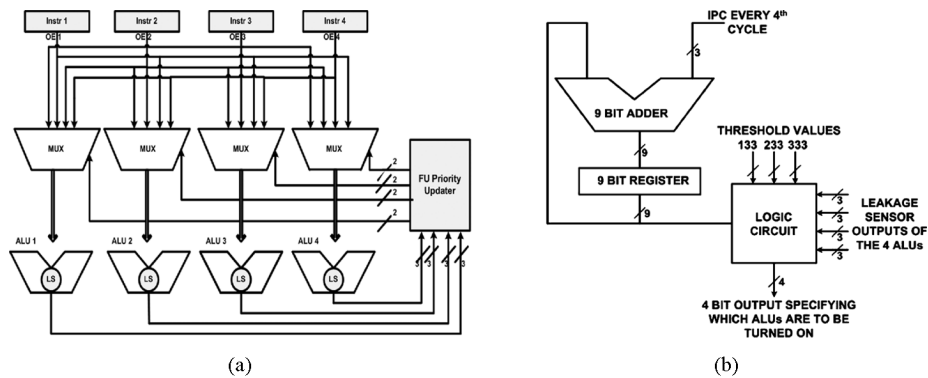 Instr 1
Instr 2
Instr 3
Instr 4
OE 1
OE 2
OE 3
OE 4
MUX
MUX
MUX
MUX
2
2
2
2
FU Priority
Updater
ALU 1
ALU 2
ALU 3
ALU 4
LS
LS
LS
LS
3
3
3
3
(a)
IPC EVERY 4th
CYCLE
3
9 BIT ADDER
9
9 BIT REGISTER
9
THRESHOLD VALUES
133 233 333
LOGIC
CIRCUIT
3
3
3
3
LEAKAGE
SENSOR
OUTPUTS OF
THE 4 ALUs
4
4 BIT OUTPUT SPECIFYING
WHICH ALUs ARE TO BE
TURNED ON
(b)